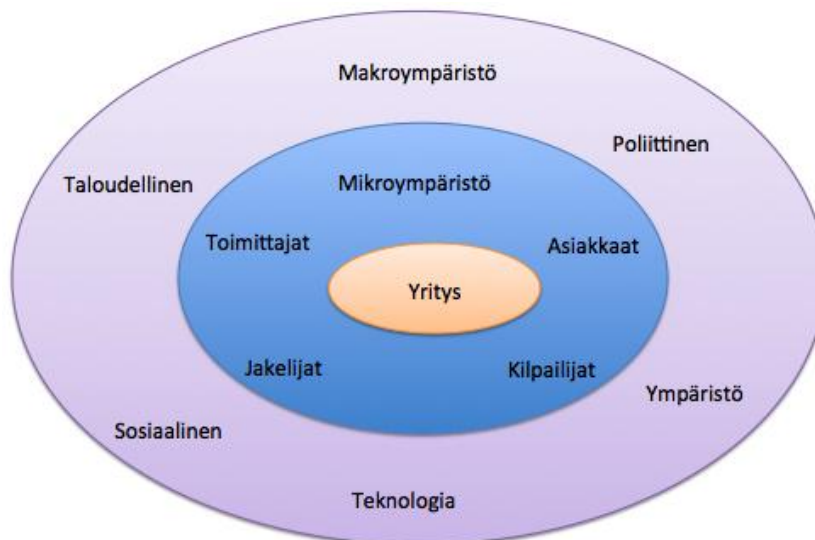 Makroympäristö
Poliittinen
Taloudellinen
Mikroympäristö
Toimittajat
Asiakkaat
Yritys
Jakelijat
Kilpailijat
Ympäristö
Sosiaalinen
Teknologia